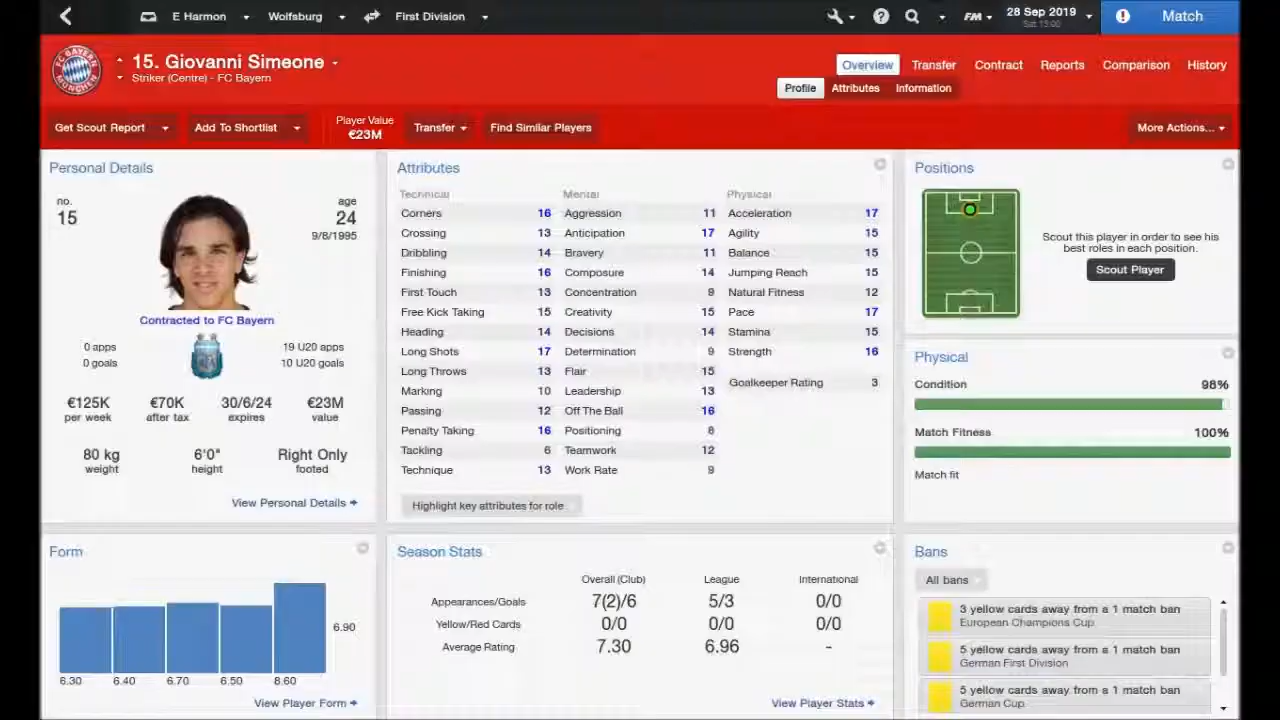 E Harmon Wolfsburg First Division FM 28 Sep 2019 Match
Sat 15:00
15. Giovanni Simeone
Striker (Centre) - FC Bayern
Overview Transfer Contract Reports Comparison History
Profile Attributes Information
Get Scout Report Add To Shortlist Player Value Transfer Find Similar Players More Actions...
€23M
Personal Details
no.
15
age
24
9/8/1995
Contracted to FC Bayern
0 apps 19 U20 apps
0 goals 10 U20 goals
€125K €70K 30/6/24 €23M
per week after tax expires value
80 kg 6'0" Right Only
weight height footed
View Personal Details
Attributes
Technical Mental Physical
Corners 16 Aggression 11 Acceleration 17
Crossing 13 Anticipation 17 Agility 15
Dribbling 14 Bravery 11 Balance 15
Finishing 16 Composure 14 Jumping Reach 15
First Touch 13 Concentration 9 Natural Fitness 12
Free Kick Taking 15 Creativity 15 Pace 17
Heading 14 Decisions 14 Stamina 15
Long Shots 17 Determination 9 Strength 16
Long Throws 13 Flair 15
Goalkeeper Rating 3
Marking 10 Leadership 13
Passing 12 Off The Ball 16
Penalty Taking 16 Positioning 8
Tackling 6 Teamwork 12
Technique 13 Work Rate 9
Highlight key attributes for role
Positions
Scout this player in order to see his
best roles in each position.
Scout Player
Physical
Condition 98%
Match Fitness 100%
Match fit
Form
6.90
6.30 6.40 6.70 6.50 8.60
View Player Form
Season Stats
Overall (Club) League International
Appearances/Goals 7(2)/6 5/3 0/0
Yellow/Red Cards 0/0 0/0 0/0
Average Rating 7.30 6.96 -
View Player Stats
Bans
All bans
3 yellow cards away from a 1 match ban
European Champions Cup
5 yellow cards away from a 1 match ban
German First Division
5 yellow cards away from a 1 match ban
German Cup